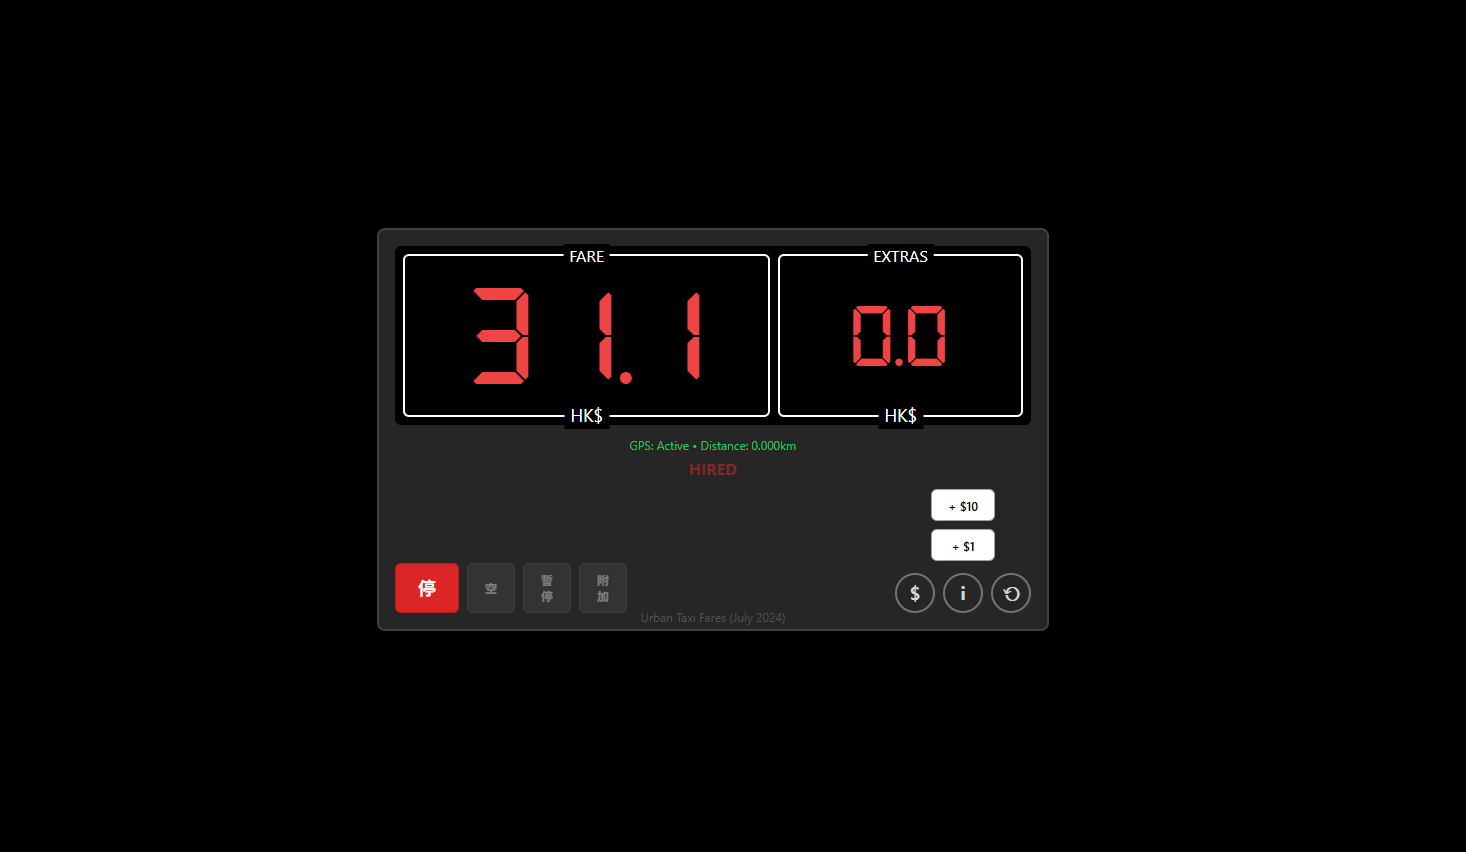 FARE
31.1
HK$
EXTRAS
0.0
HK$
GPS: Active • Distance: 0.000km
HIRED
+ $10
+ $1
停
空
暫
停
附
加
$
i
Urban Taxi Fares (July 2024)